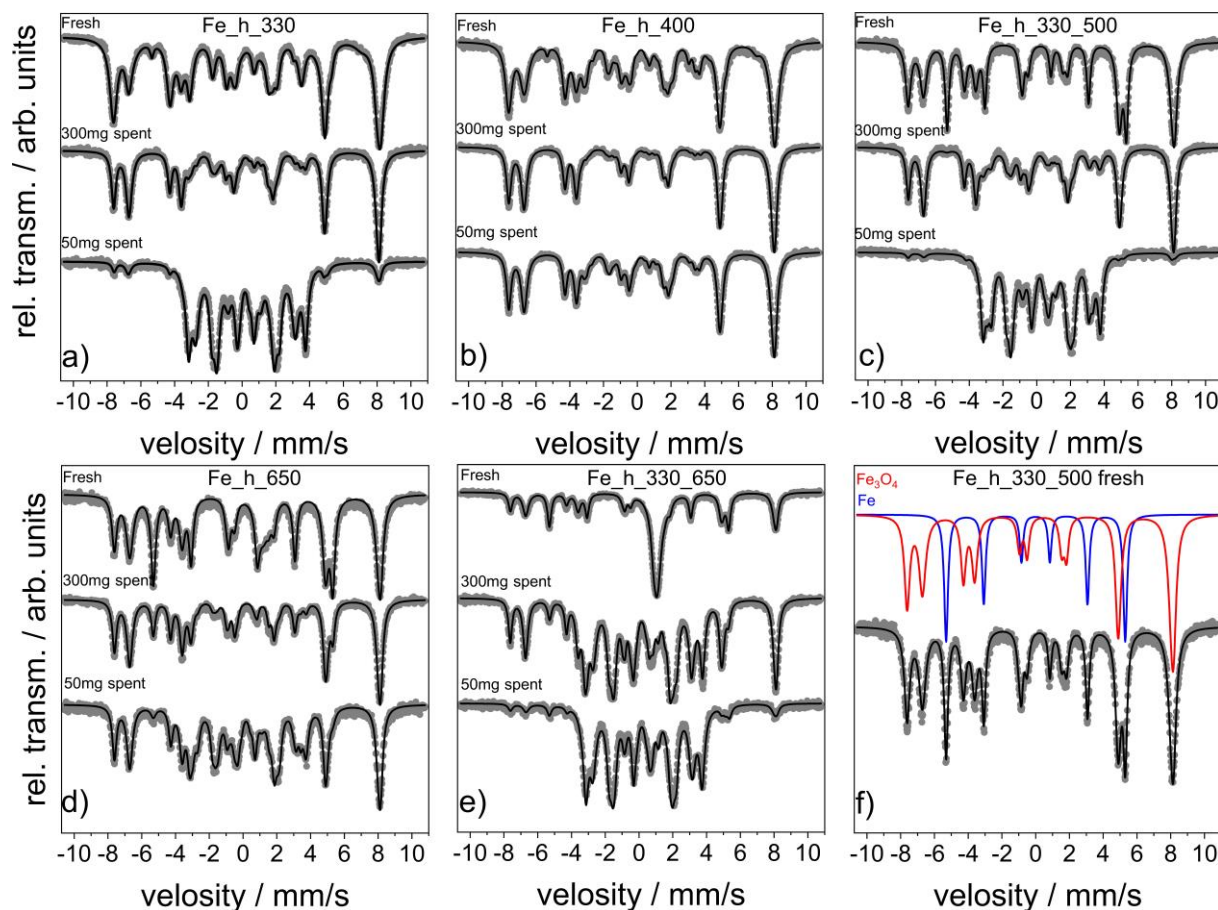 rel. transm. / arb. units
Fresh
Fe_h_330
300mg spent
50mg spent
a)
-10 -8 -6 -4 -2 0 2 4 6 8 10
velosity / mm/s
Fresh
Fe_h_400
300mg spent
50mg spent
b)
-10 -8 -6 -4 -2 0 2 4 6 8 10
velosity / mm/s
Fresh
Fe_h_330_500
300mg spent
50mg spent
c)
-10 -8 -6 -4 -2 0 2 4 6 8 10
velosity / mm/s
rel. transm. / arb. units
Fresh
Fe_h_650
300mg spent
50mg spent
d)
-10 -8 -6 -4 -2 0 2 4 6 8 10
velosity / mm/s
Fresh
Fe_h_330_650
300mg spent
50mg spent
e)
-10 -8 -6 -4 -2 0 2 4 6 8 10
velosity / mm/s
Fe₃O₄
Fe_h_330_500 fresh
Fe
f)
-10 -8 -6 -4 -2 0 2 4 6 8 10
velosity / mm/s